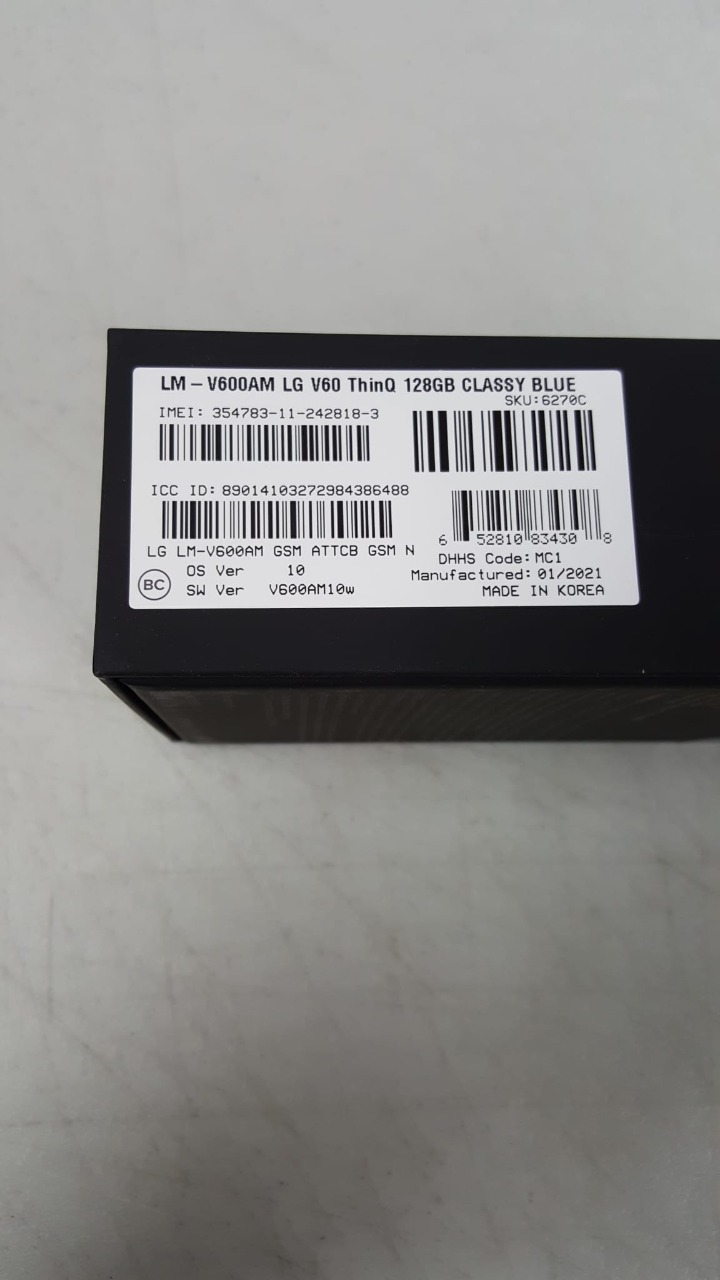 LM - V600AM LG V60 ThinQ 128GB CLASSY BLUE
SKU:6270C
IMEI: 354783-11-242818-3
ICC ID: 89014103272984386488
6 52810 83430 8
LG LM-V600AM GSM ATTCB GSM N
DHHS Code: MC1
BC
OS Ver 10
Manufactured: 01/2021
SW Ver V600AM10w
MADE IN KOREA